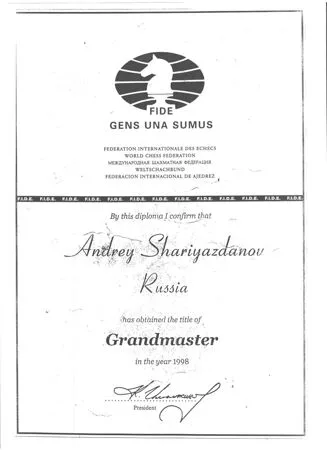 FIDE
GENS UNA SUMUS
FEDERATION INTERNATIONALE DES ECHECS
WORLD CHESS FEDERATION
МЕЖДУНАРОДНАЯ ШАХМАТНАЯ ФЕДЕРАЦИЯ
WELTSCHACHBUND
FEDERACION INTERNACIONAL DE AJEDREZ
F.I.D.E. F.I.D.E. F.I.D.E. F.I.D.E. F.I.D.E. F.I.D.E. F.I.D.E. F.I.D.E. F.I.D.E. F.I.D.E.
By this diploma I confirm that
Andrey Shariyazdanov
Russia
has obtained the title of
Grandmaster
in the year 1998
President